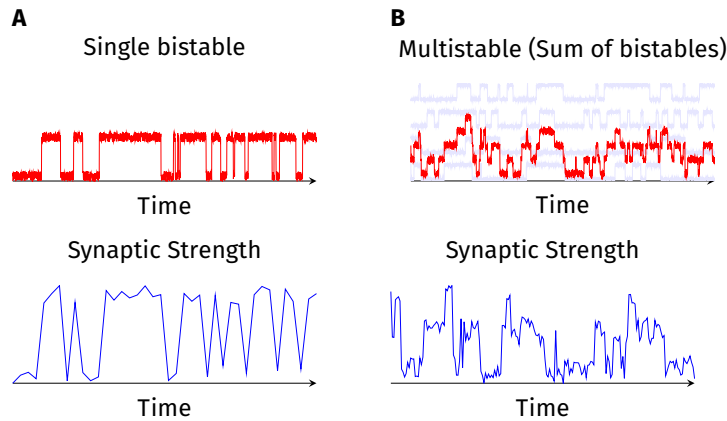 A
Single bistable
Time
Synaptic Strength
Time
B
Multistable (Sum of bistables)
Time
Synaptic Strength
Time